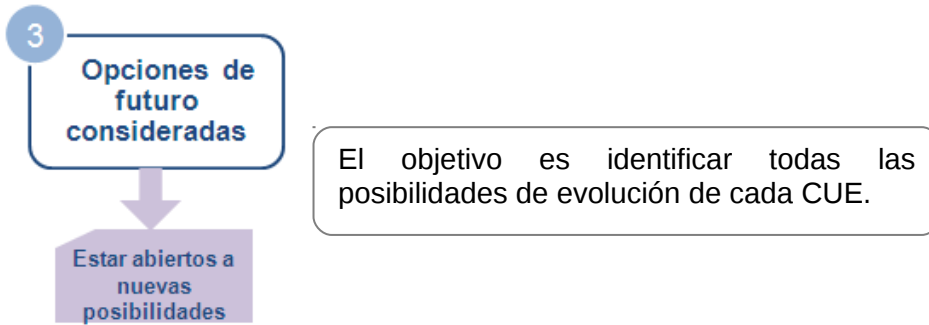 3
Opciones de
futuro
consideradas
El objetivo es identificar todas las
posibilidades de evolución de cada CUE.
Estar abiertos a
nuevas
posibilidades